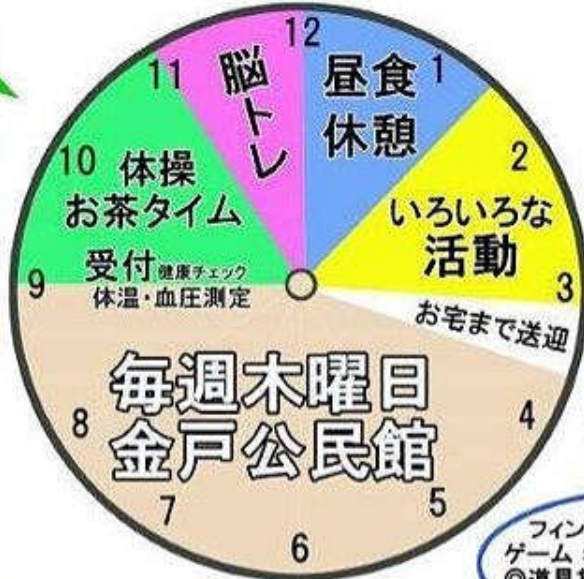 12
1
2
3
4
5
6
7
8
9
10
11
脳トレ
昼食
休憩
いろいろな
活動
お宅まで送迎
体操
お茶タイム
受付 健康チェック
体温・血圧測定
毎週木曜日
金戸公民館
フィン
ゲーム